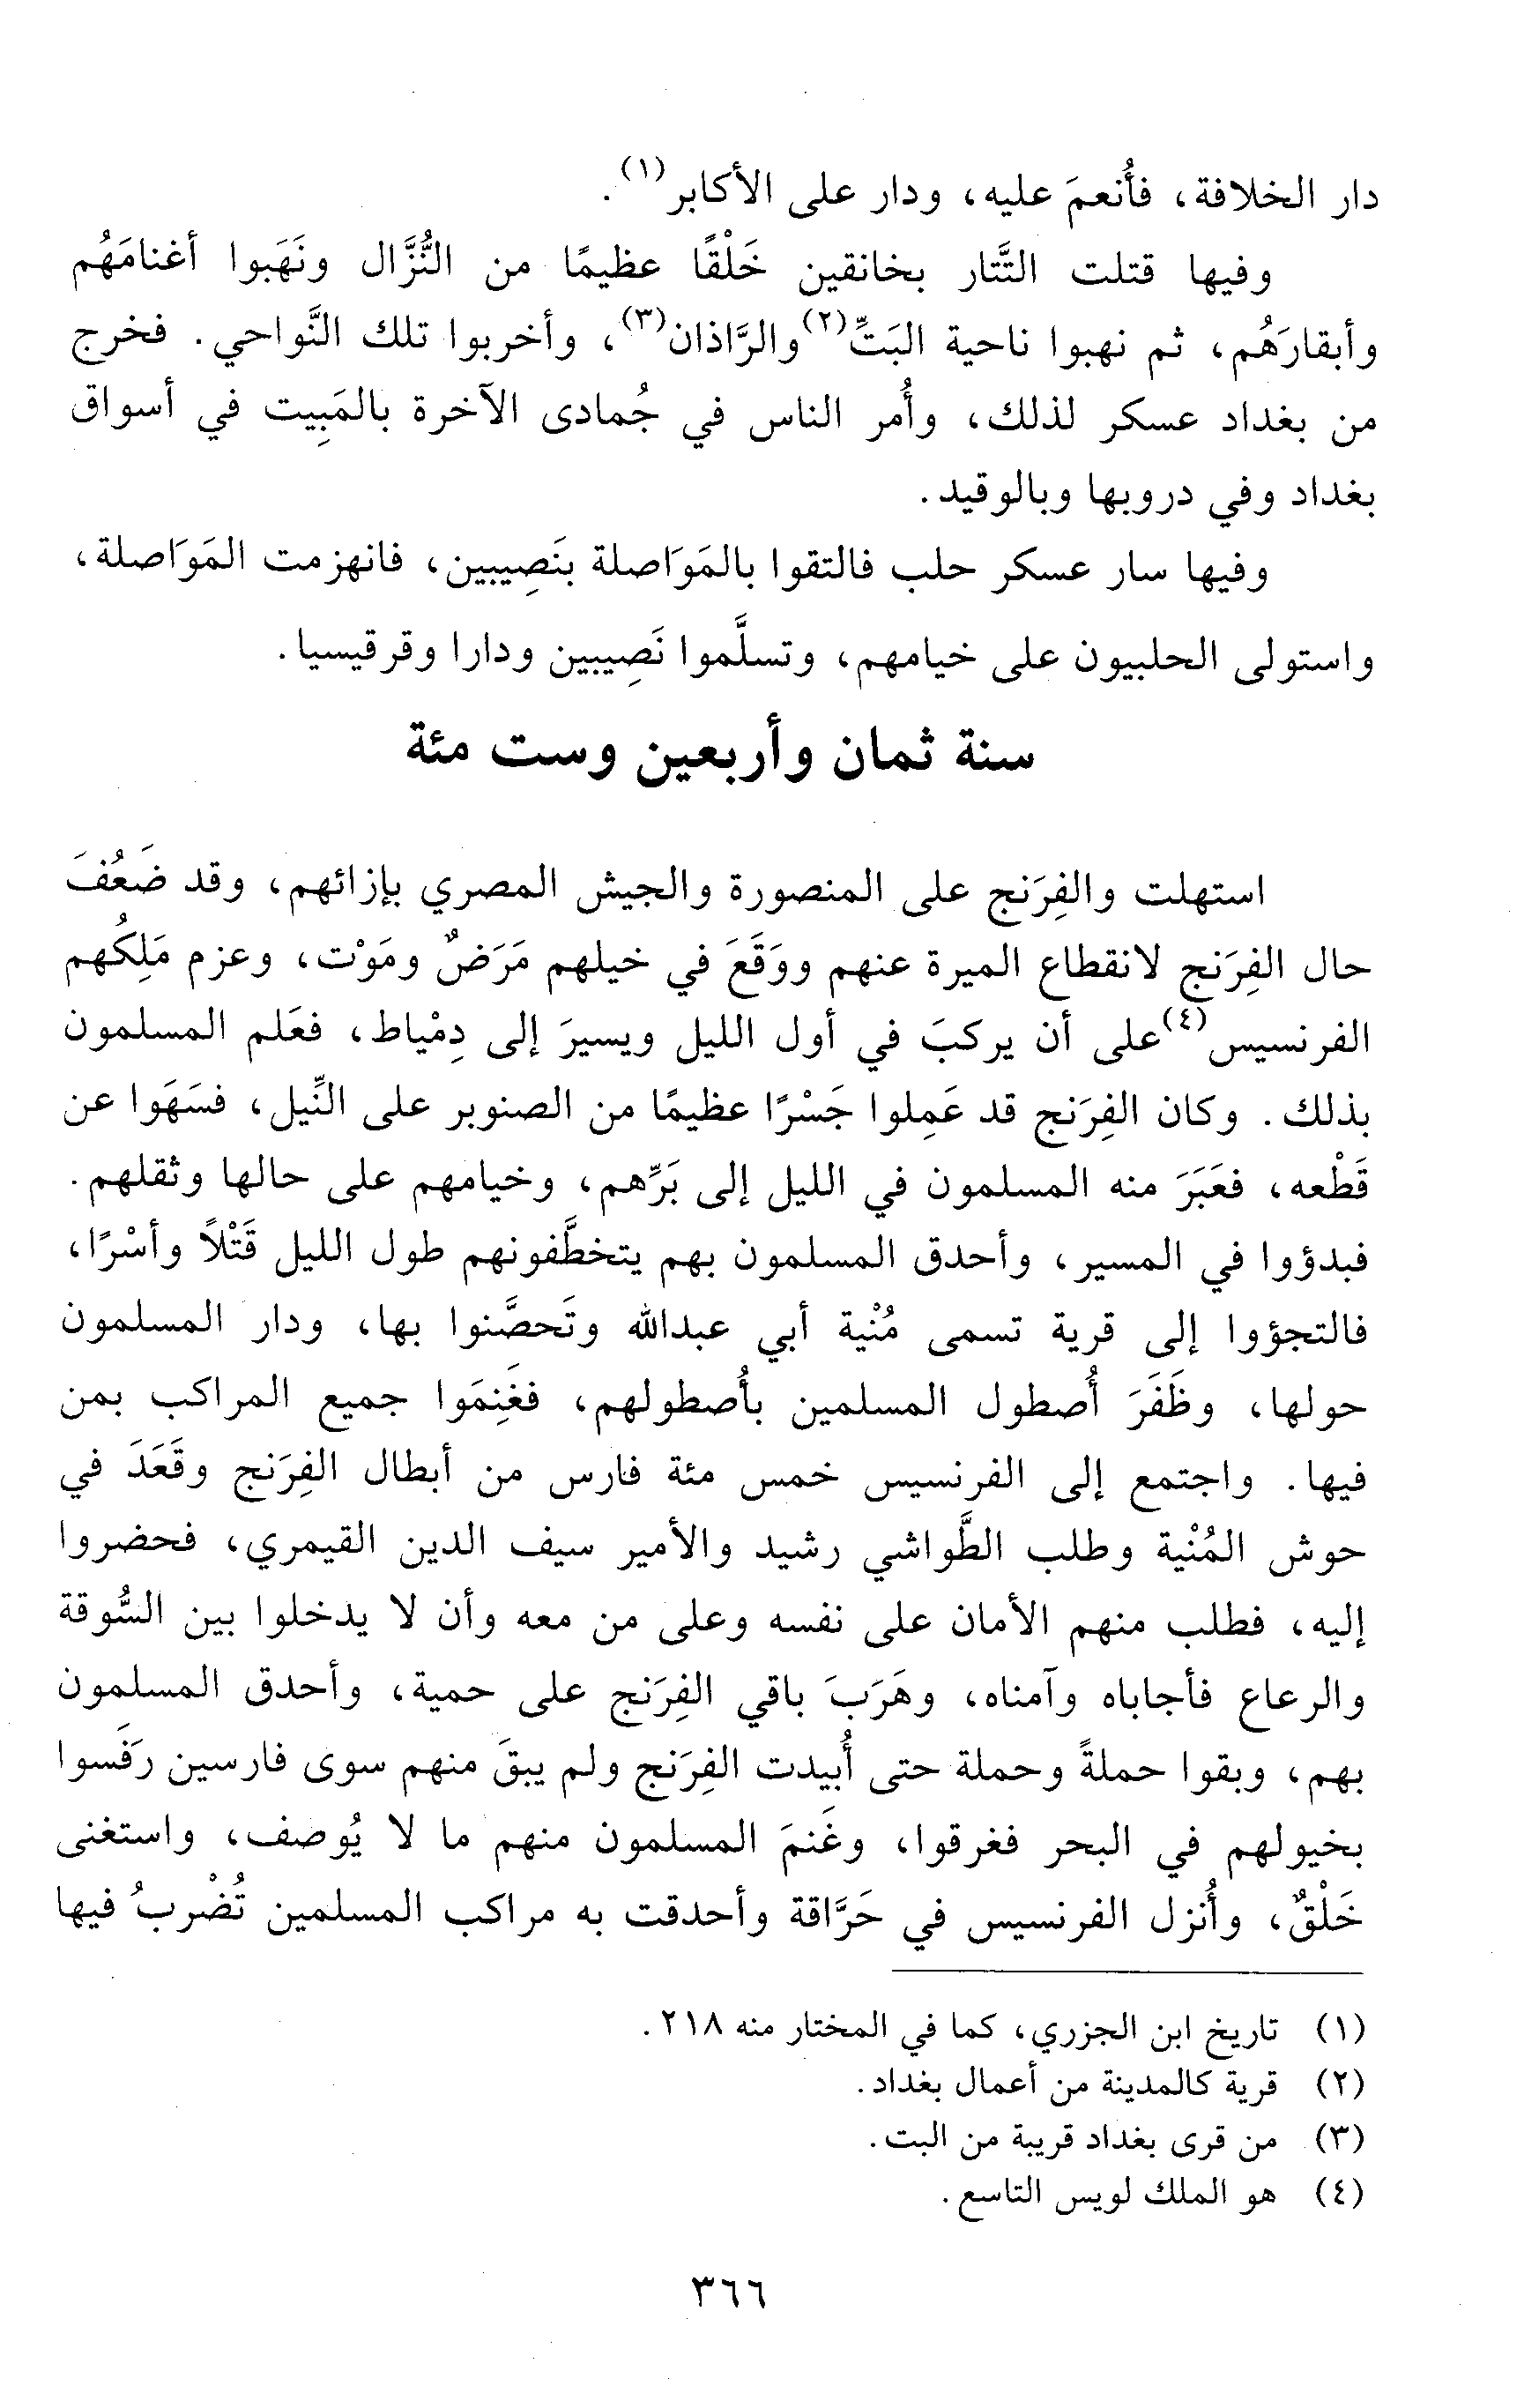 دار الخلافة، فأُنعمَ عليه، ودار على الأكابر(١).
وفيها قتلت التَّتار بخانقين خَلْقًا عظيمًا من النُّزَّال ونَهَبوا أغنامَهُم
وأبقارَهُم، ثم نهبوا ناحية البَتِّ(٢) والرَّاذان(٣)، وأخربوا تلك النَّواحي. فخرج
من بغداد عسكر لذلك، وأُمر الناس في جُمادى الآخرة بالمَبِيت في أسواق
بغداد وفي دروبها وبالوقيد.
وفيها سار عسكر حلب فالتقوا بالمَوَاصلة بنَصِيبين، فانهزمت المَوَاصلة،
واستولى الحلبيون على خيامهم، وتسلَّموا نَصِيبين ودارا وقرقيسيا.
سنة ثمان وأربعين وست مئة
استهلت والفِرَنج على المنصورة والجيش المصري بإزائهم، وقد ضَعُفَ
حال الفِرَنج لانقطاع الميرة عنهم ووَقَعَ في خيلهم مَرَضٌ ومَوْت، وعزم مَلِكُهم
الفرنسيس(٤) على أن يركبَ في أول الليل ويسيرَ إلى دِمْياط، فعَلم المسلمون
بذلك. وكان الفِرَنج قد عَمِلوا جَسْرًا عظيمًا من الصنوبر على النِّيل، فسَهَوا عن
قَطْعه، فعَبَرَ منه المسلمون في الليل إلى بَرِّهم، وخيامهم على حالها وثقلهم.
فبدؤوا في المسير، وأحدق المسلمون بهم يتخطَّفونهم طول الليل قَتْلًا وأسْرًا،
فالتجؤوا إلى قرية تسمى مُنْية أبي عبدالله وتَحصَّنوا بها، ودار المسلمون
حولها، وظَفَرَ أُصطول المسلمين بأُصطولهم، فغَنِمَوا جميع المراكب بمن
فيها. واجتمع إلى الفرنسيس خمس مئة فارس من أبطال الفِرَنج وقَعَدَ في
حوش المُنْية وطلب الطَّواشي رشيد والأمير سيف الدين القيمري، فحضروا
إليه، فطلب منهم الأمان على نفسه وعلى من معه وأن لا يدخلوا بين السُّوقة
والرعاع فأجاباه وآمناه، وهَرَبَ باقي الفِرَنج على حمية، وأحدق المسلمون
بهم، وبقوا حملةً وحملة حتى أُبيدت الفِرَنج ولم يبقَ منهم سوى فارسين رَفَسوا
بخيولهم في البحر فغرقوا، وغَنمَ المسلمون منهم ما لا يُوصف، واستغنى
خَلْقٌ، وأُنزل الفرنسيس في حَرَّاقة وأحدقت به مراكب المسلمين تُضْربُ فيها
(١) تاريخ ابن الجزري، كما في المختار منه ٢١٨.
(٢) قرية كالمدينة من أعمال بغداد.
(٣) من قرى بغداد قريبة من البت.
(٤) هو الملك لويس التاسع.
٣٦٦